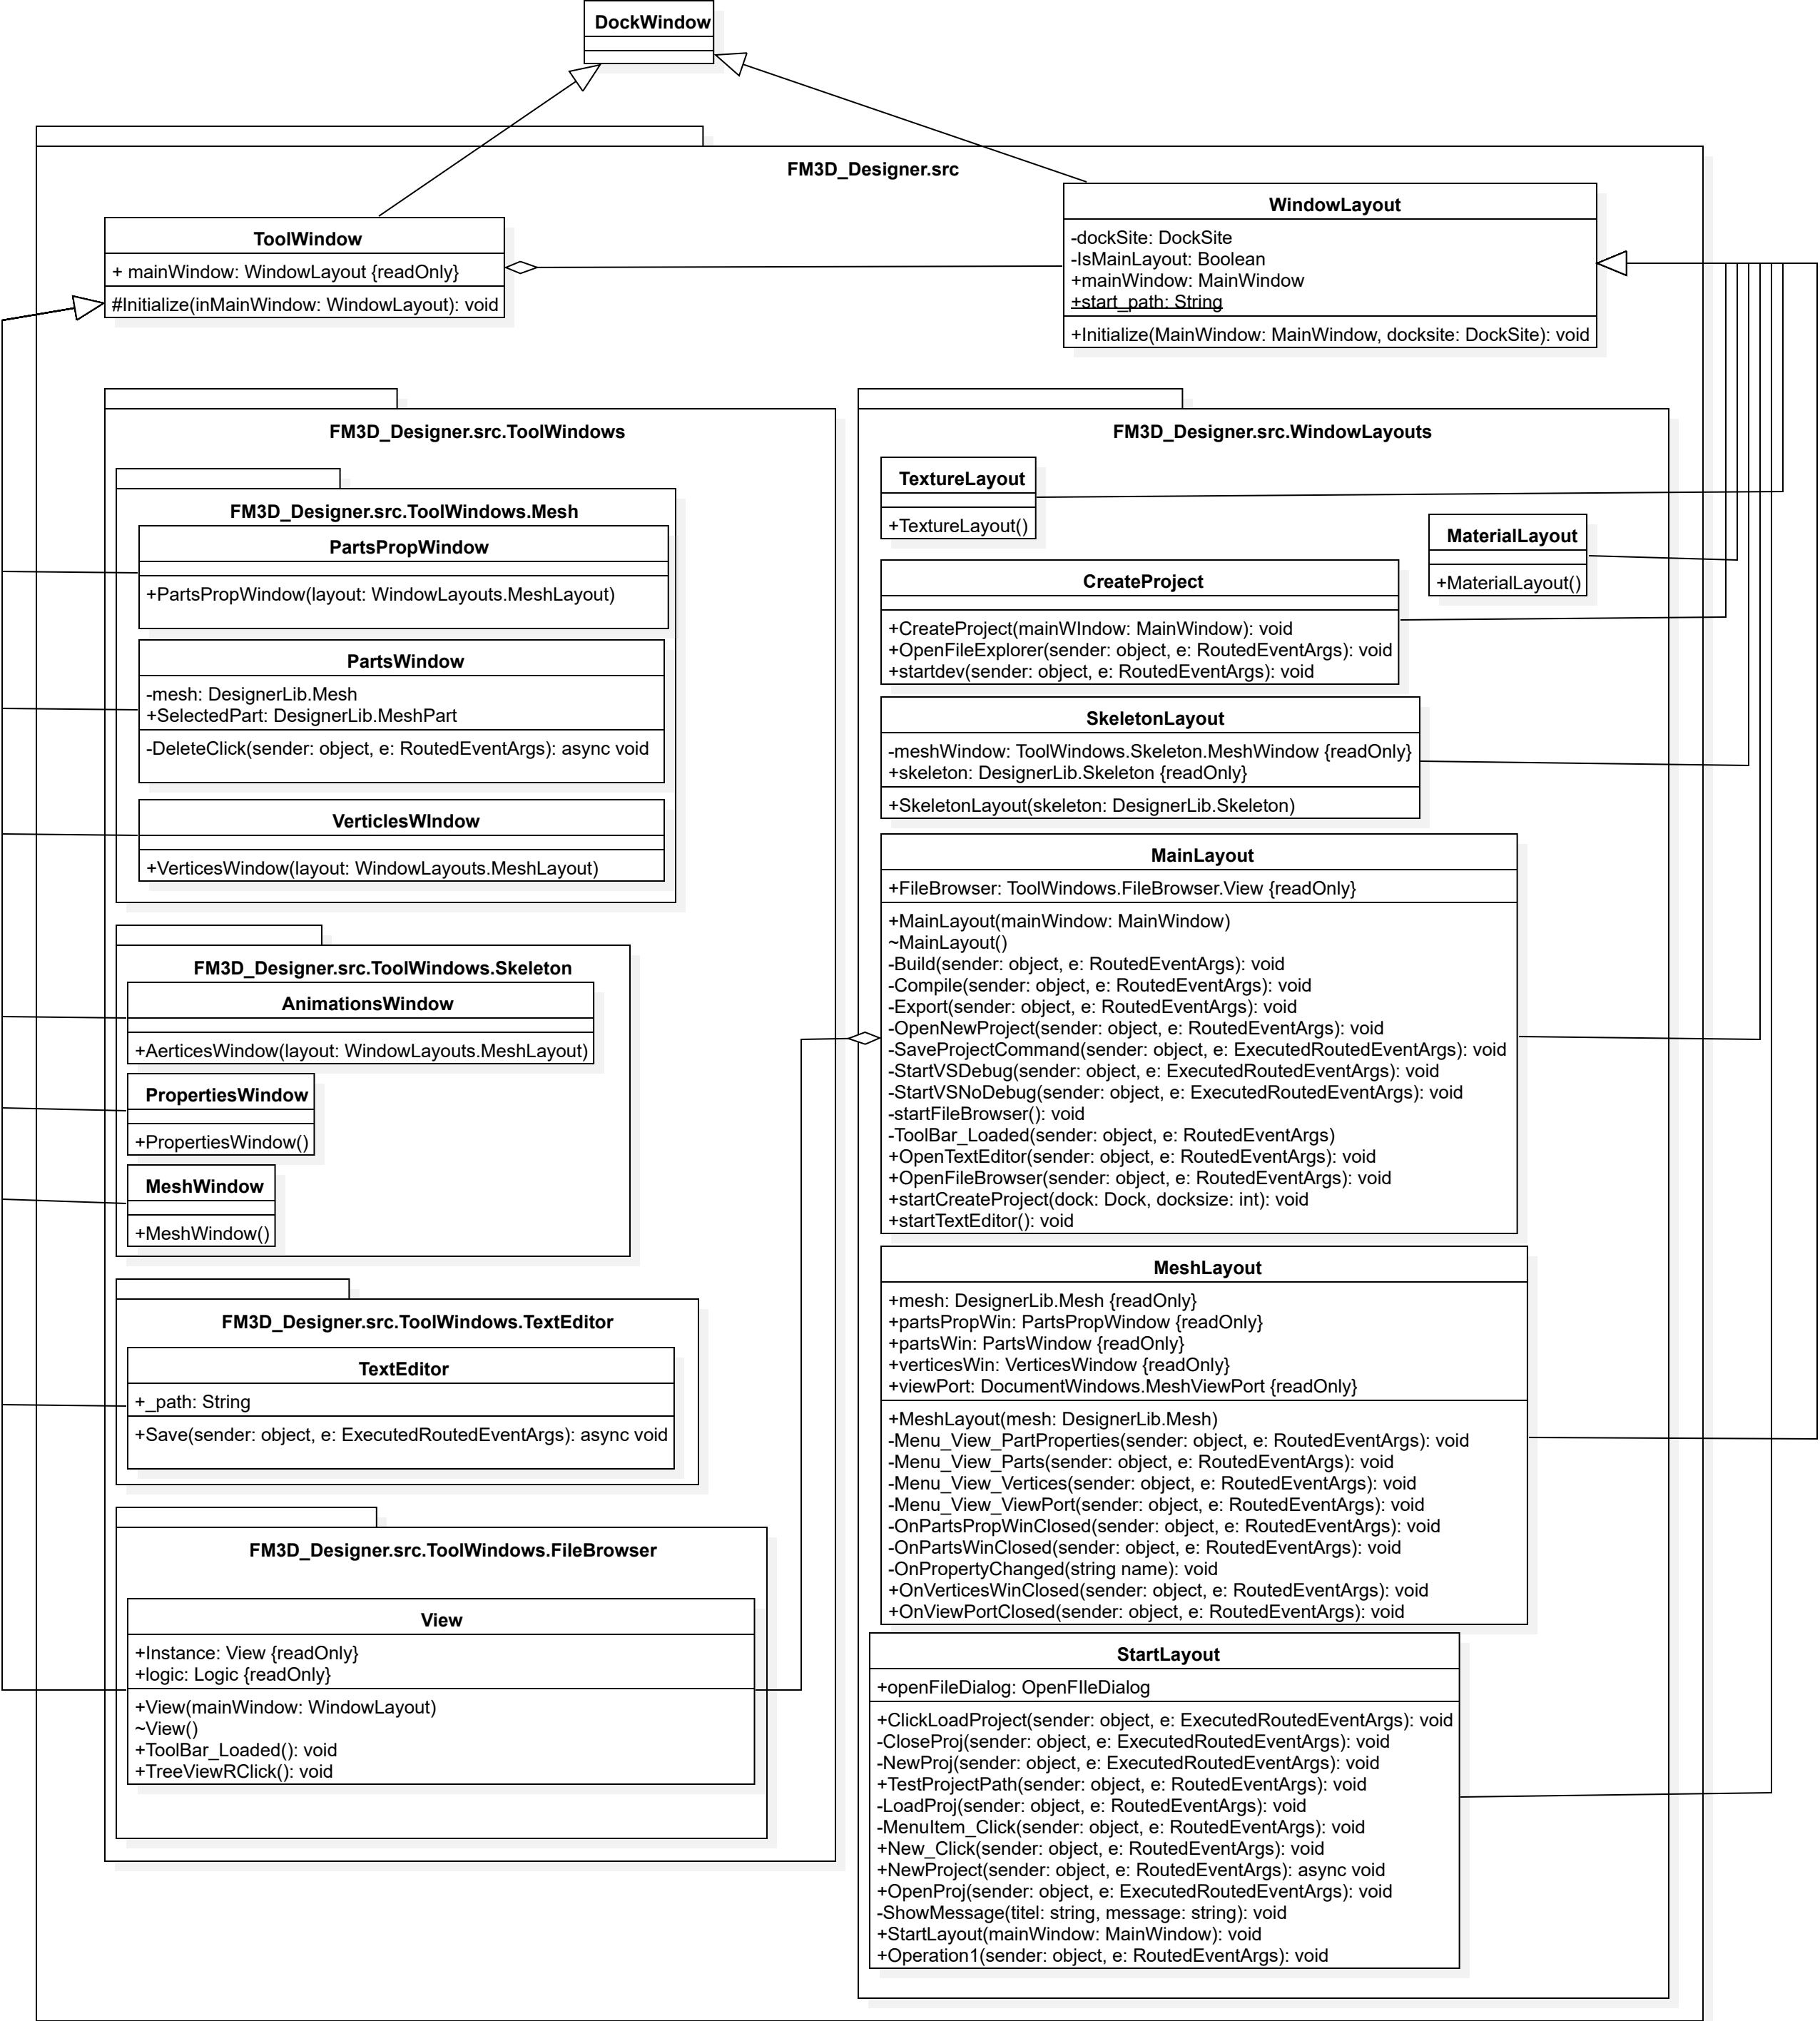 DockWindow
FM3D_Designer.src
ToolWindow
+ mainWindow: WindowLayout {readOnly}
#Initialize(inMainWindow: WindowLayout): void
WindowLayout
-dockSite: DockSite
-IsMainLayout: Boolean
+mainWindow: MainWindow
+start_path: String
+Initialize(MainWindow: MainWindow, docksite: DockSite): void
FM3D_Designer.src.ToolWindows
FM3D_Designer.src.ToolWindows.Mesh
PartsPropWindow
+PartsPropWindow(layout: WindowLayouts.MeshLayout)
PartsWindow
-mesh: DesignerLib.Mesh
+SelectedPart: DesignerLib.MeshPart
-DeleteClick(sender: object, e: RoutedEventArgs): async void
VerticlesWIndow
+VerticesWindow(layout: WindowLayouts.MeshLayout)
FM3D_Designer.src.ToolWindows.Skeleton
AnimationsWindow
+AerticesWindow(layout: WindowLayouts.MeshLayout)
PropertiesWindow
+PropertiesWindow()
MeshWindow
+MeshWindow()
FM3D_Designer.src.ToolWindows.TextEditor
TextEditor
+_path: String
+Save(sender: object, e: ExecutedRoutedEventArgs): async void
FM3D_Designer.src.ToolWindows.FileBrowser
View
+Instance: View {readOnly}
+logic: Logic {readOnly}
+View(mainWindow: WindowLayout)
~View()
+ToolBar_Loaded(): void
+TreeViewRClick(): void
FM3D_Designer.src.WindowLayouts
TextureLayout
+TextureLayout()
MaterialLayout
+MaterialLayout()
CreateProject
+CreateProject(mainWIndow: MainWindow): void
+OpenFileExplorer(sender: object, e: RoutedEventArgs): void
+startdev(sender: object, e: RoutedEventArgs): void
SkeletonLayout
-meshWindow: ToolWindows.Skeleton.MeshWindow {readOnly}
+skeleton: DesignerLib.Skeleton {readOnly}
+SkeletonLayout(skeleton: DesignerLib.Skeleton)
MainLayout
+FileBrowser: ToolWindows.FileBrowser.View {readOnly}
+MainLayout(mainWindow: MainWindow)
~MainLayout()
-Build(sender: object, e: RoutedEventArgs): void
-Compile(sender: object, e: RoutedEventArgs): void
-Export(sender: object, e: RoutedEventArgs): void
-OpenNewProject(sender: object, e: RoutedEventArgs): void
-SaveProjectCommand(sender: object, e: ExecutedRoutedEventArgs): void
-StartVSDebug(sender: object, e: ExecutedRoutedEventArgs): void
-StartVSNoDebug(sender: object, e: ExecutedRoutedEventArgs): void
-startFileBrowser(): void
-ToolBar_Loaded(sender: object, e: RoutedEventArgs)
+OpenTextEditor(sender: object, e: RoutedEventArgs): void
+OpenFileBrowser(sender: object, e: RoutedEventArgs): void
+startCreateProject(dock: Dock, docksize: int): void
+startTextEditor(): void
MeshLayout
+mesh: DesignerLib.Mesh {readOnly}
+partsPropWin: PartsPropWindow {readOnly}
+partsWin: PartsWindow {readOnly}
+verticesWin: VerticesWindow {readOnly}
+viewPort: DocumentWindows.MeshViewPort {readOnly}
+MeshLayout(mesh: DesignerLib.Mesh)
-Menu_View_PartProperties(sender: object, e: RoutedEventArgs): void
-Menu_View_Parts(sender: object, e: RoutedEventArgs): void
-Menu_View_Vertices(sender: object, e: RoutedEventArgs): void
-Menu_View_ViewPort(sender: object, e: RoutedEventArgs): void
-OnPartsPropWinClosed(sender: object, e: RoutedEventArgs): void
-OnPartsWinClosed(sender: object, e: RoutedEventArgs): void
-OnPropertyChanged(string name): void
+OnVerticesWinClosed(sender: object, e: RoutedEventArgs): void
+OnViewPortClosed(sender: object, e: RoutedEventArgs): void
StartLayout
+openFileDialog: OpenFIleDialog
+ClickLoadProject(sender: object, e: ExecutedRoutedEventArgs): void
-CloseProj(sender: object, e: ExecutedRoutedEventArgs): void
-NewProj(sender: object, e: ExecutedRoutedEventArgs): void
+TestProjectPath(sender: object, e: RoutedEventArgs): void
-LoadProj(sender: object, e: RoutedEventArgs): void
-MenuItem_Click(sender: object, e: RoutedEventArgs): void
+New_Click(sender: object, e: RoutedEventArgs): void
+NewProject(sender: object, e: RoutedEventArgs): async void
+OpenProj(sender: object, e: ExecutedRoutedEventArgs): void
-ShowMessage(titel: string, message: string): void
+StartLayout(mainWindow: MainWindow): void
+Operation1(sender: object, e: RoutedEventArgs): void